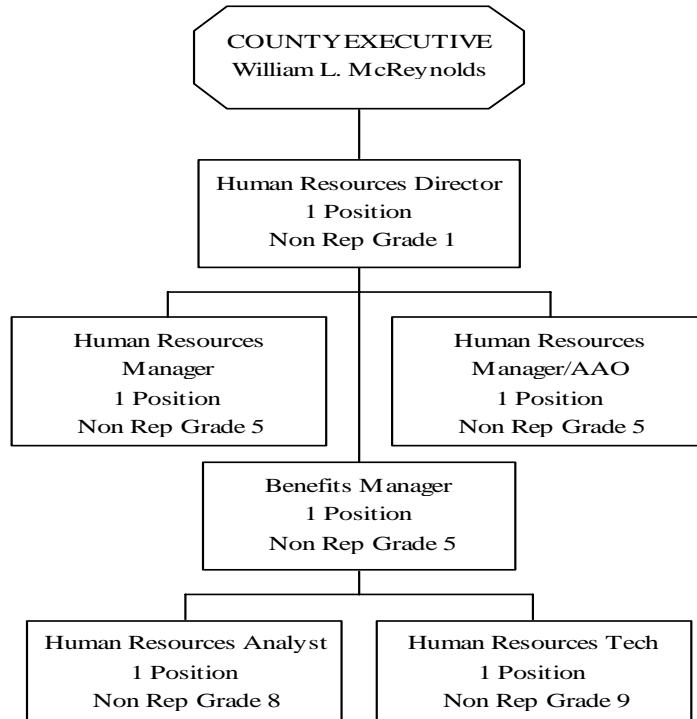 COUNTY EXECUTIVE
William L. McReynolds
Human Resources Director
1 Position
Non Rep Grade 1
Human Resources
Manager
1 Position
Non Rep Grade 5
Human Resources
Manager/AAO
1 Position
Non Rep Grade 5
Benefits Manager
1 Position
Non Rep Grade 5
Human Resources Analyst
1 Position
Non Rep Grade 8
Human Resources Tech
1 Position
Non Rep Grade 9